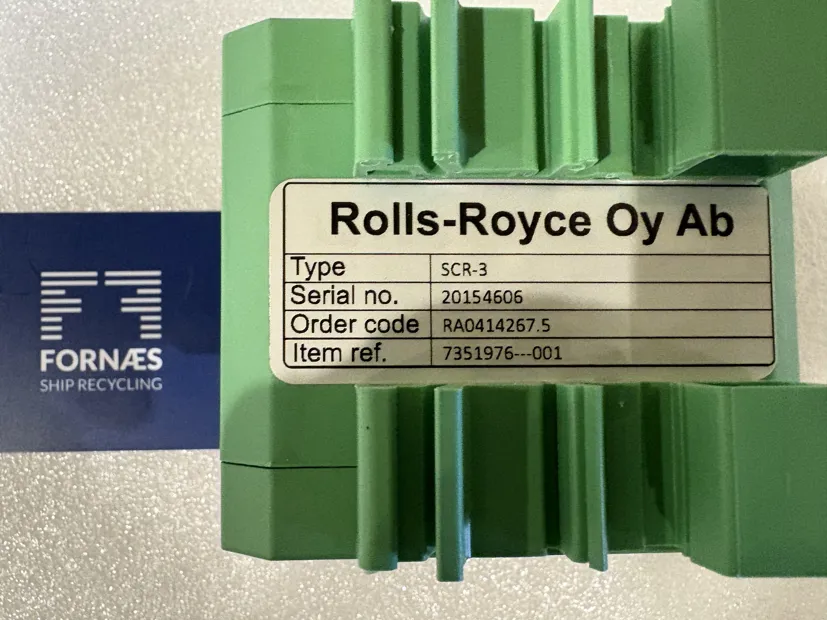 Rolls-Royce Oy Ab
Type SCR-3
Serial no. 20154606
Order code RA0414267.5
Item ref. 7351976---001
FORNÆS
SHIP RECYCLING